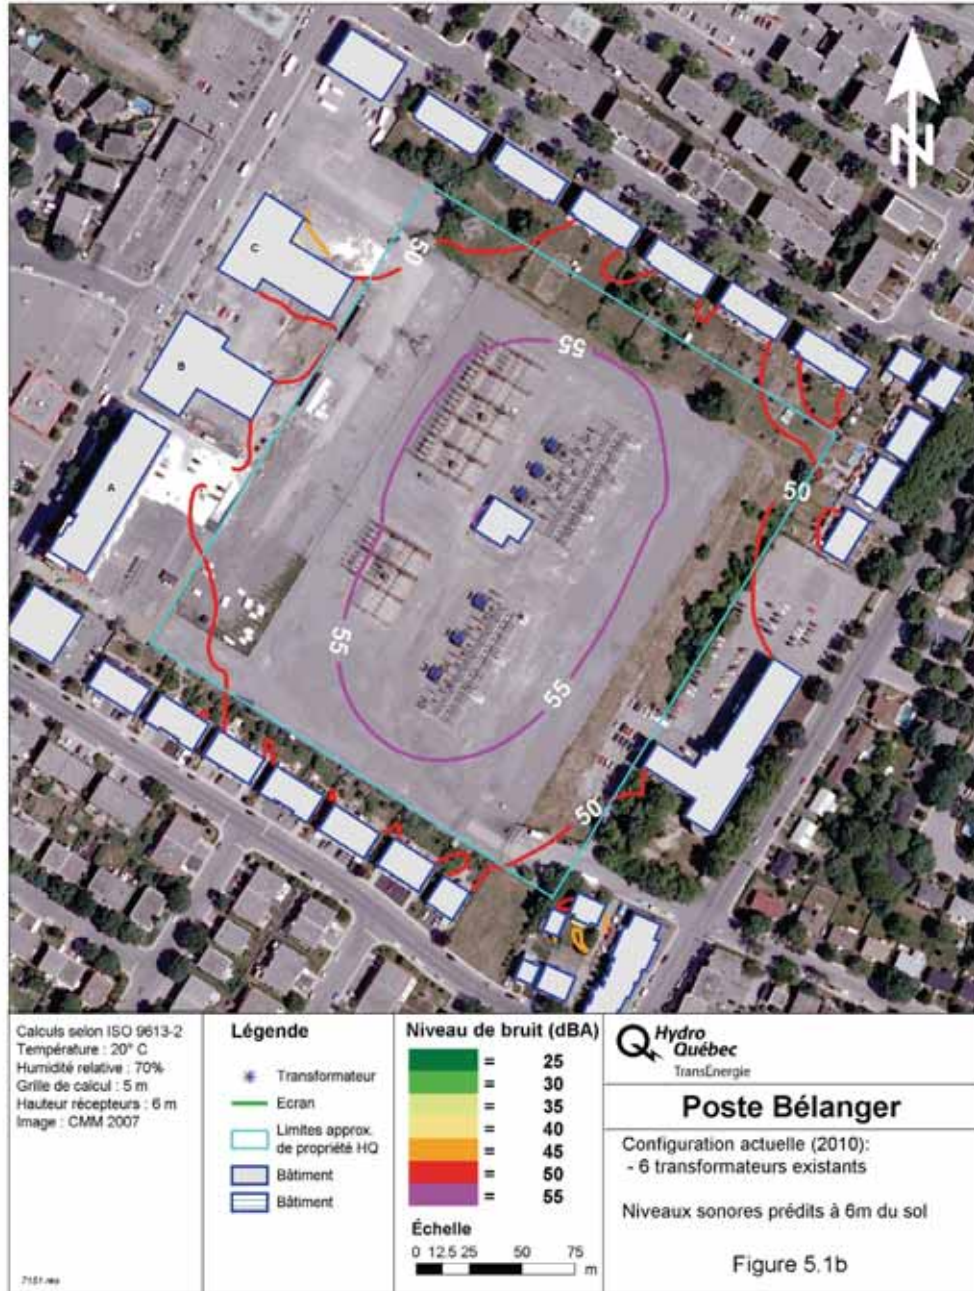 N
50
C
B
A
55
50
55
55
50
Calculs selon ISO 9613-2
Température : 20° C
Humidité relative : 70%
Grille de calcul : 5 m
Hauteur récepteurs : 6 m
Image : CMM 2007
Légende
Transformateur
Ecran
Limites approx.
de propriété HQ
Bâtiment
Bâtiment
Niveau de bruit (dBA)
= 25
= 30
= 35
= 40
= 45
= 50
= 55
Échelle
0 12.5 25 50 75
m
Hydro
Québec
TransÉnergie
Poste Bélanger
Configuration actuelle (2010):
- 6 transformateurs existants
Niveaux sonores prédits à 6m du sol
Figure 5.1b